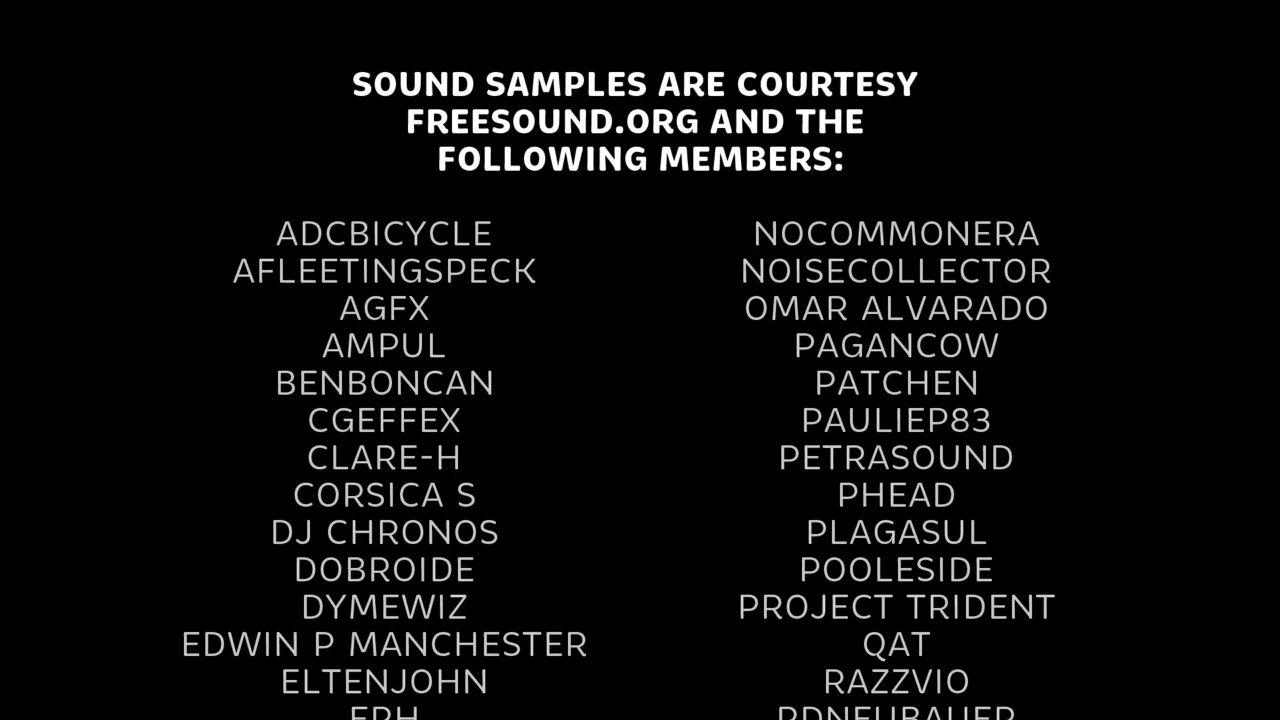 SOUND SAMPLES ARE COURTESY
FREESOUND.ORG AND THE
FOLLOWING MEMBERS:
ADCBICYCLE
AFLEETINGSPECK
AGFX
AMPUL
BENBONCAN
CGEFFEX
CLARE-H
CORSICA S
DJ CHRONOS
DOBROIDE
DYMEWIZ
EDWIN P MANCHESTER
ELTENJOHN
NOCOMMONERA
NOISECOLLECTOR
OMAR ALVARADO
PAGANCOW
PATCHEN
PAULIEP83
PETRASOUND
PHEAD
PLAGASUL
POOLESIDE
PROJECT TRIDENT
QAT
RAZZVIO